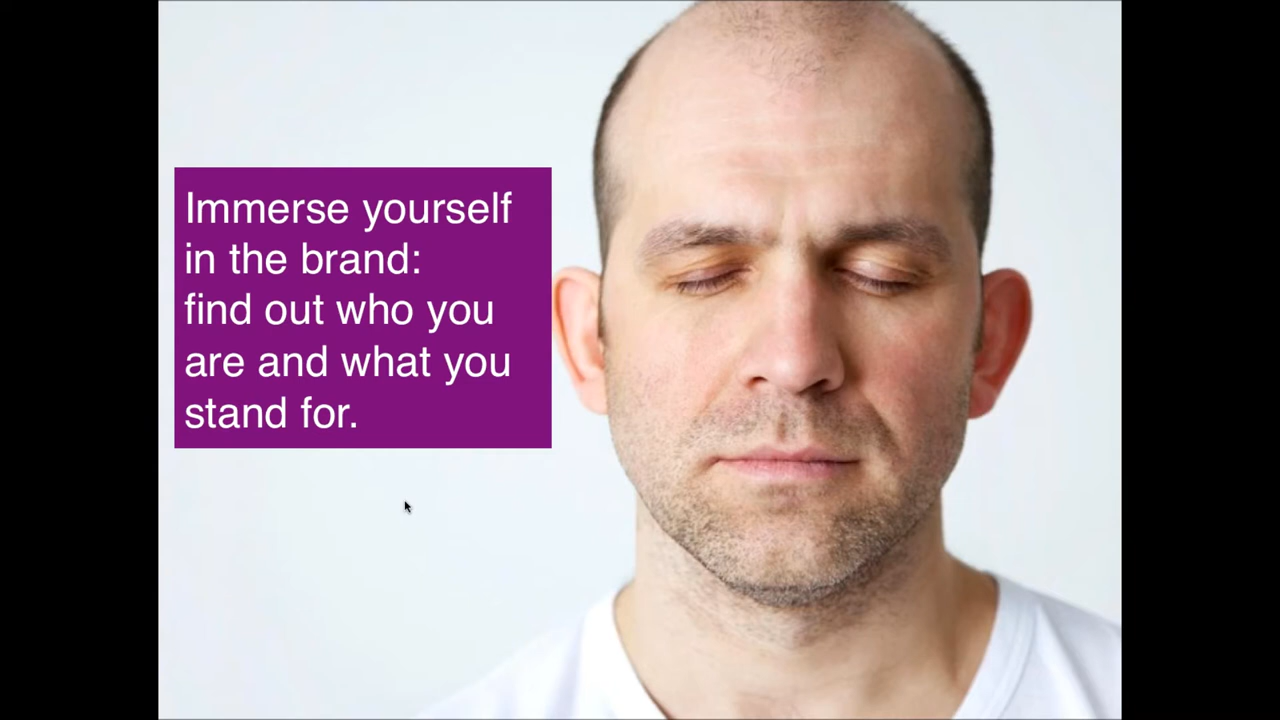 Immerse yourself
in the brand:
find out who you
are and what you
stand for.